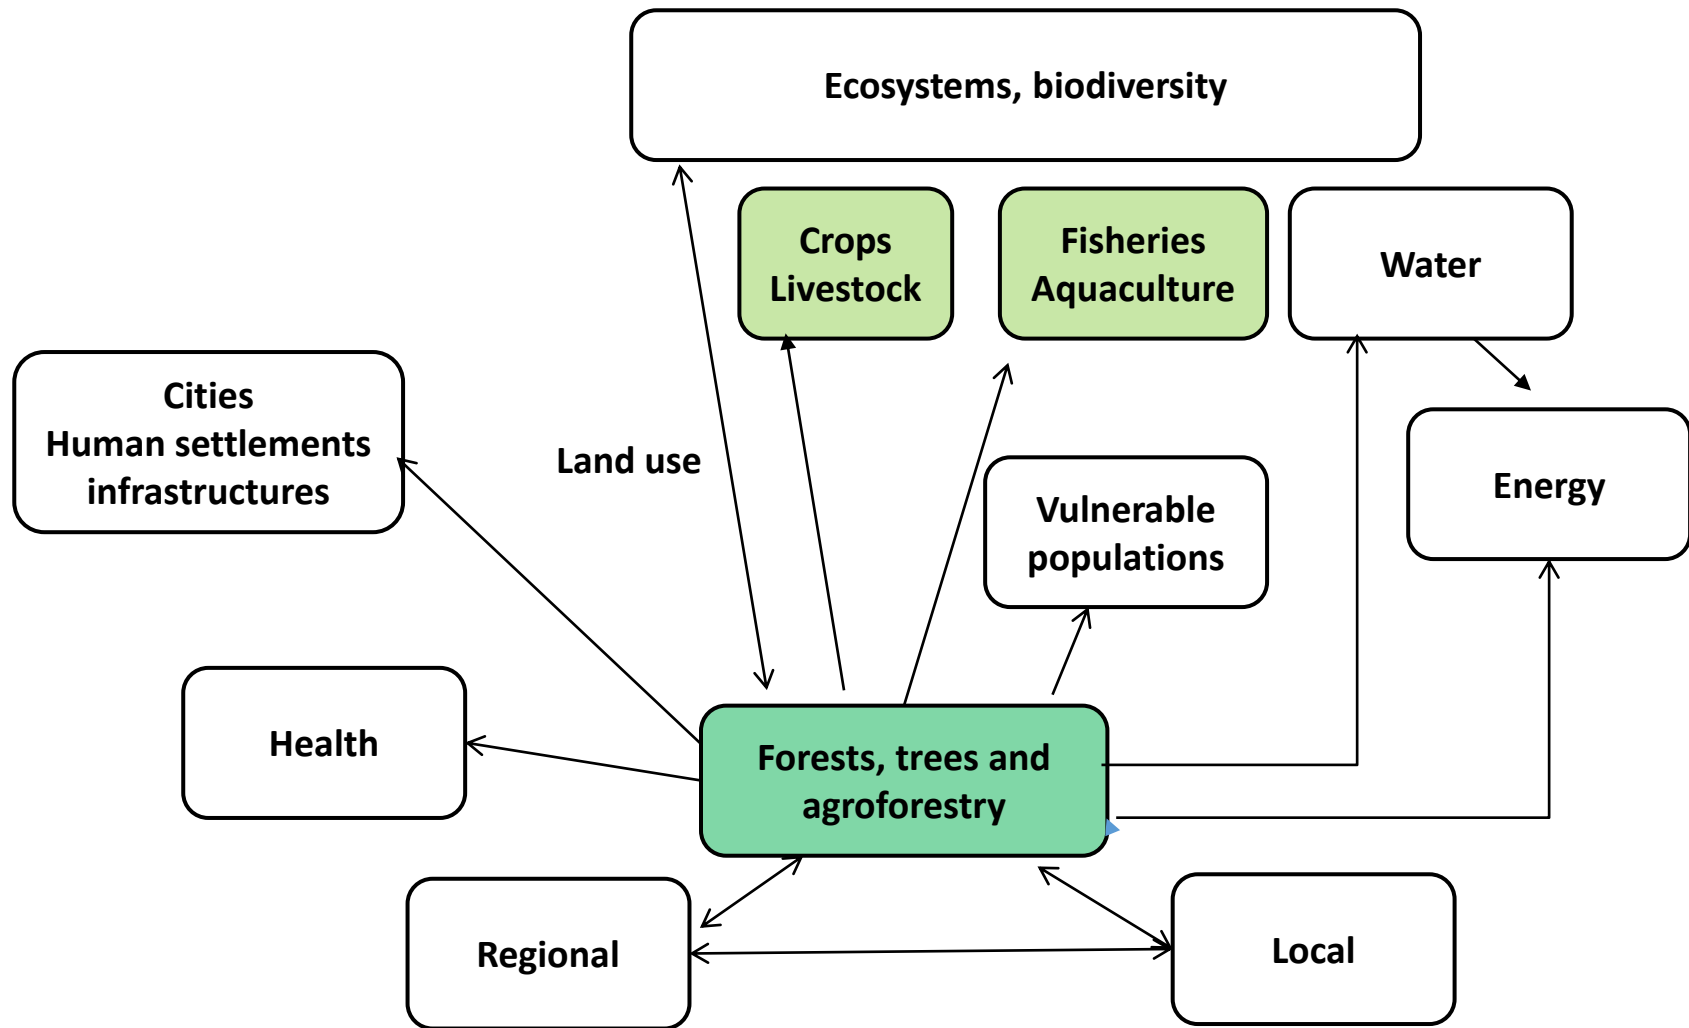 Ecosystems, biodiversity
Crops
Livestock
Fisheries
Aquaculture
Water
Cities
Human settlements
infrastructures
Land use
Vulnerable
populations
Energy
Health
Forests, trees and
agroforestry
Regional
Local